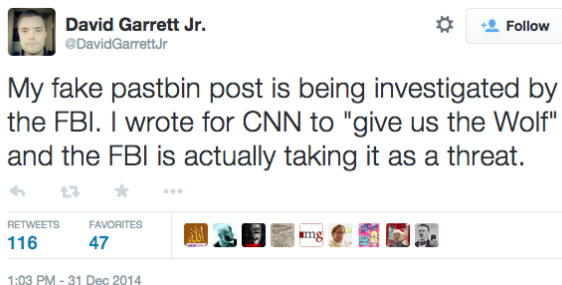 David Garrett Jr.
@DavidGarrettJr
Follow
My fake pastbin post is being investigated by
the FBI. I wrote for CNN to "give us the Wolf"
and the FBI is actually taking it as a threat.
RETWEETS FAVORITES
116 47
img
1:03 PM - 31 Dec 2014